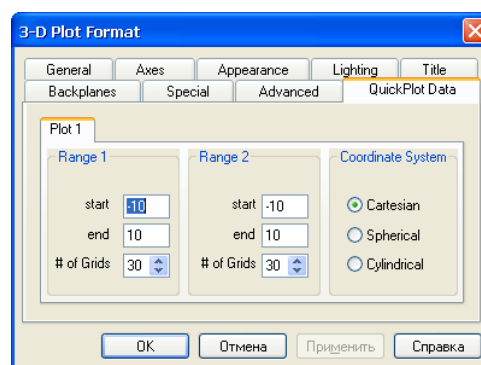 3-D Plot Format
General Axes Appearance Lighting Title
Backplanes Special Advanced QuickPlot Data
Plot 1
Range 1 Range 2 Coordinate System
start -10 start -10 Cartesian
end 10 end 10 Spherical
# of Grids 30 # of Grids 30 Cylindrical
OK Отмена Применить Справка